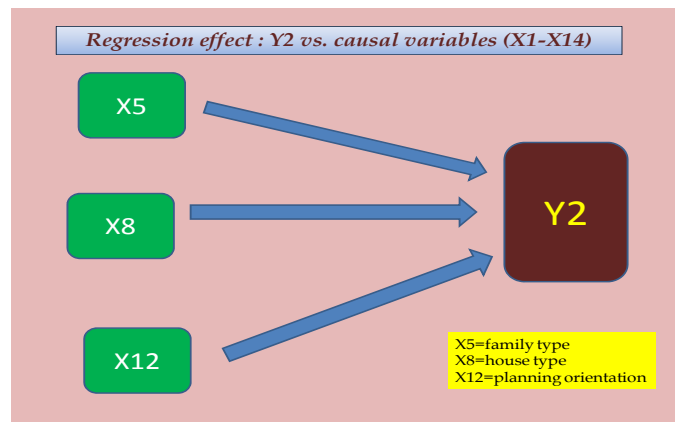 Regression effect : Y2 vs. causal variables (X1-X14)
X5
X8
Y2
X12
X5=family type
X8=house type
X12=planning orientation